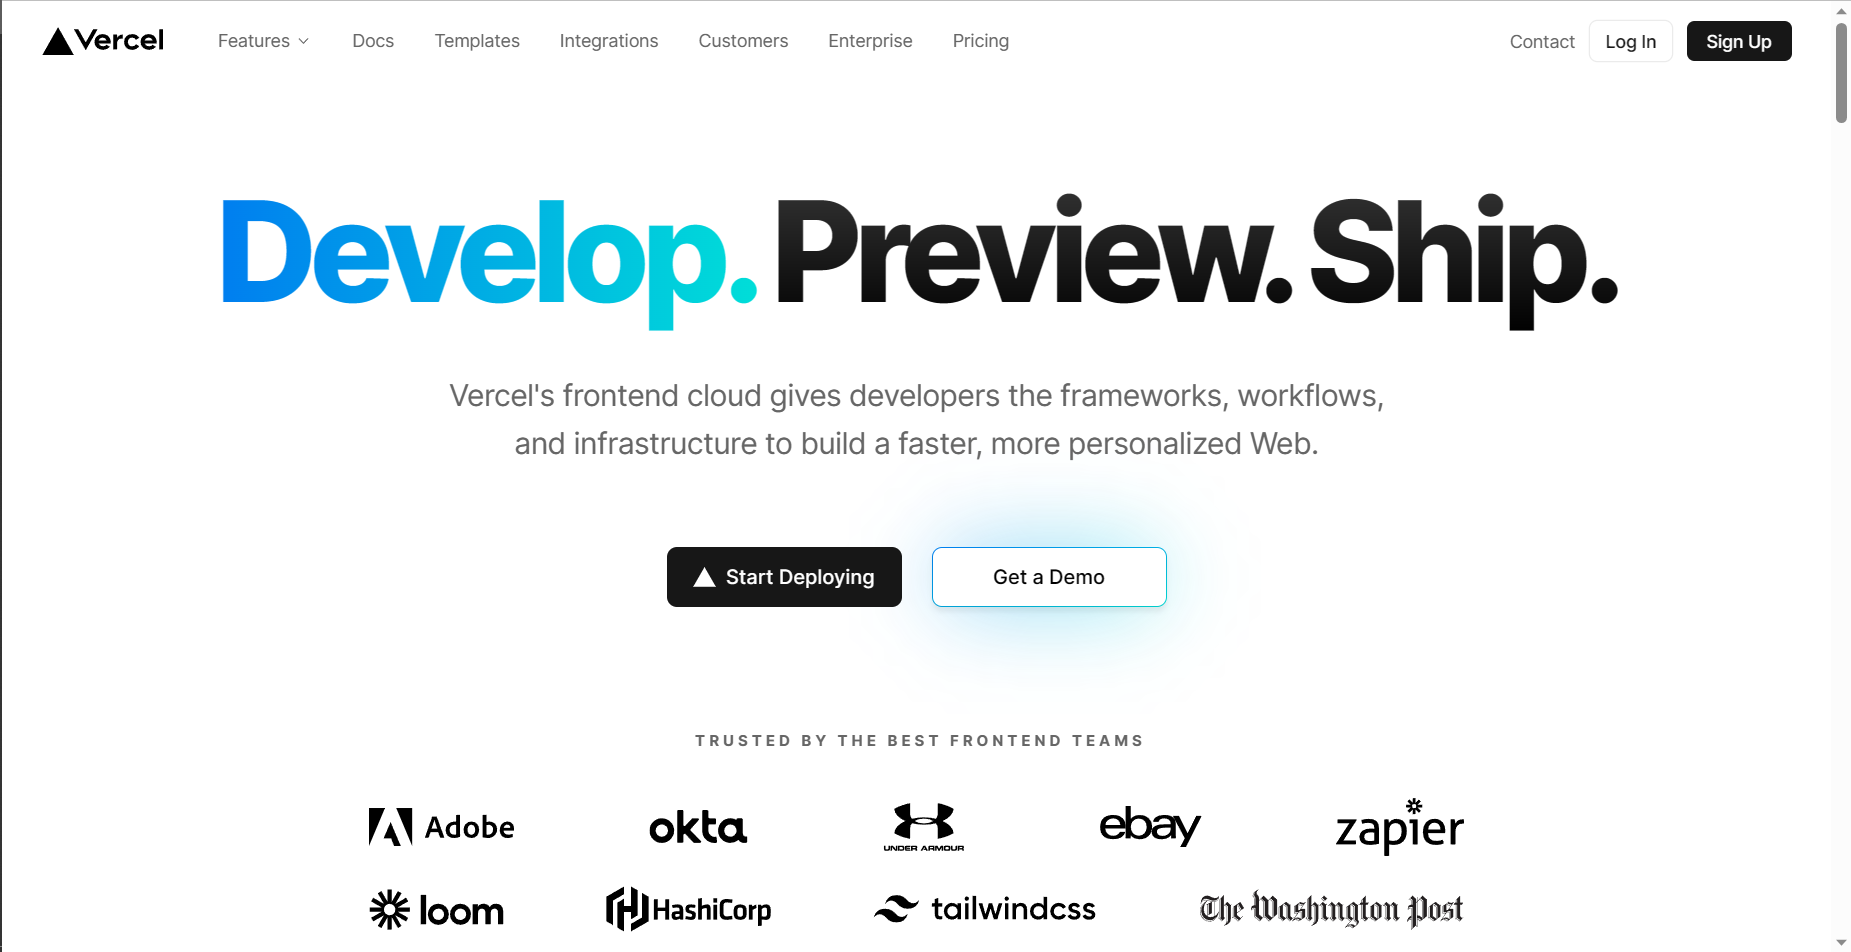 Vercel Features Docs Templates Integrations Customers Enterprise Pricing Contact Log In Sign Up
Develop. Preview. Ship.
Vercel's frontend cloud gives developers the frameworks, workflows,
and infrastructure to build a faster, more personalized Web.
Start Deploying Get a Demo
TRUSTED BY THE BEST FRONTEND TEAMS
Adobe okta UNDER ARMOUR ebay zapier
loom HashiCorp tailwindcss The Washington Post